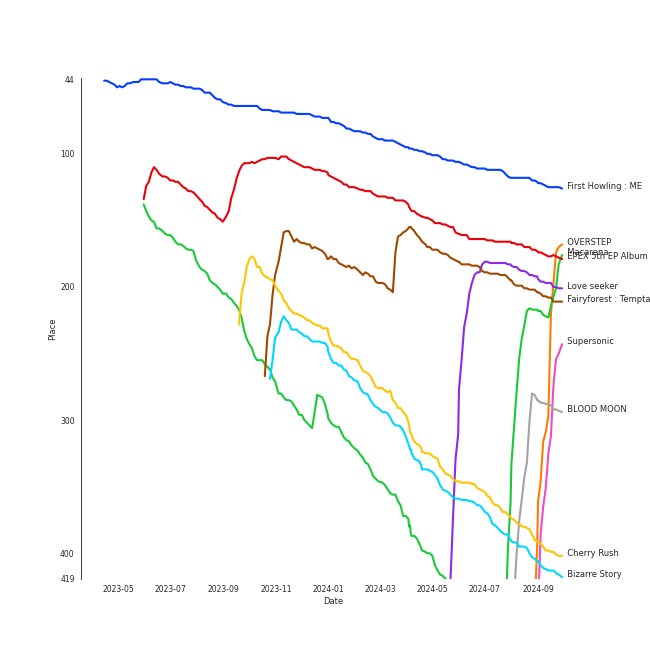 44
100
200
300
400
419
Place
2023-05
2023-07
2023-09
2023-11
2024-01
2024-03
2024-05
2024-07
2024-09
Date
First Howling : ME
OVERSTEP
Macarena
EPEX 5th EP Album
Love seeker
Fairyforest : Tempta
Supersonic
BLOOD MOON
Cherry Rush
Bizarre Story